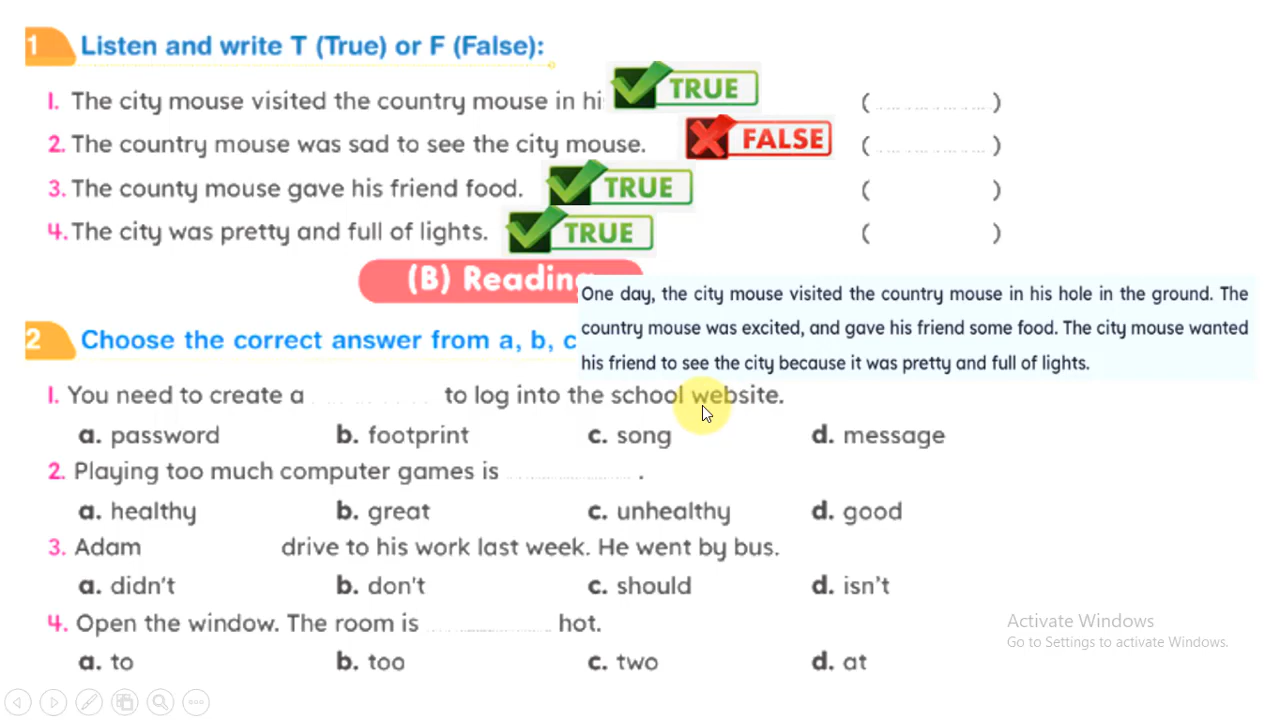 1 Listen and write T (True) or F (False):
1. The city mouse visited the country mouse in hi TRUE ( ................ )
2. The country mouse was sad to see the city mouse. FALSE ( ................ )
3. The county mouse gave his friend food. TRUE ( )
4. The city was pretty and full of lights. TRUE ( )
(B) Reading
One day, the city mouse visited the country mouse in his hole in the ground. The
country mouse was excited, and gave his friend some food. The city mouse wanted
his friend to see the city because it was pretty and full of lights.
2 Choose the correct answer from a, b, c
1. You need to create a ................ to log into the school website.
a. password b. footprint c. song d. message
2. Playing too much computer games is ................ .
a. healthy b. great c. unhealthy d. good
3. Adam drive to his work last week. He went by bus.
a. didn't b. don't c. should d. isn't
4. Open the window. The room is ................ hot.
a. to b. too c. two d. at
Activate Windows
Go to Settings to activate Windows.